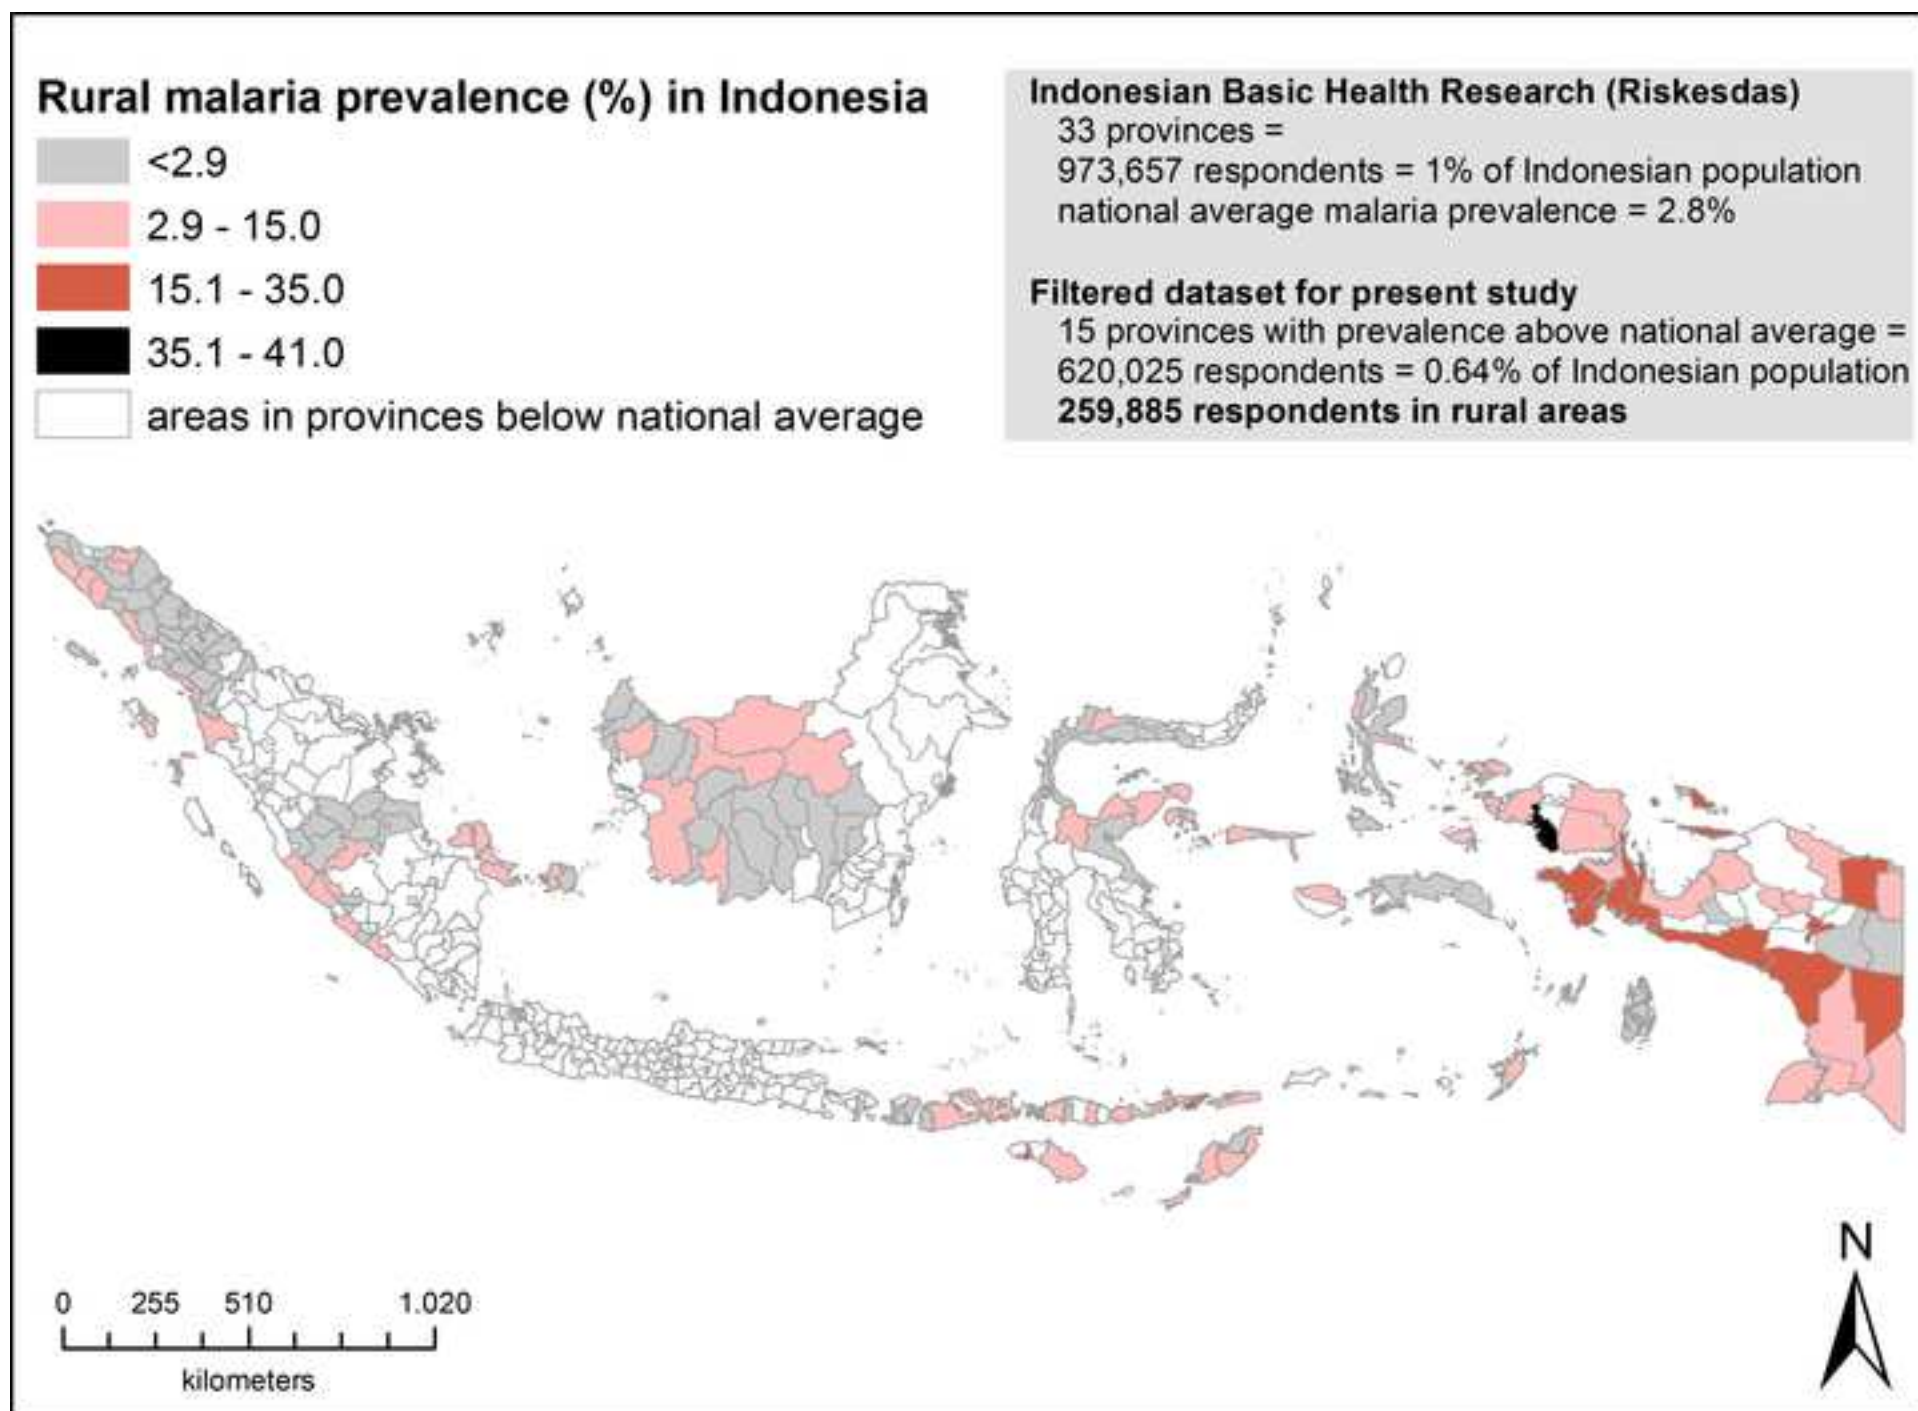 Rural malaria prevalence (%) in Indonesia
<2.9
2.9 - 15.0
15.1 - 35.0
35.1 - 41.0
areas in provinces below national average
Indonesian Basic Health Research (Riskesdas)
33 provinces =
973,657 respondents = 1% of Indonesian population
national average malaria prevalence = 2.8%
Filtered dataset for present study
15 provinces with prevalence above national average =
620,025 respondents = 0.64% of Indonesian population
259,885 respondents in rural areas
0 255 510 1.020
kilometers
N